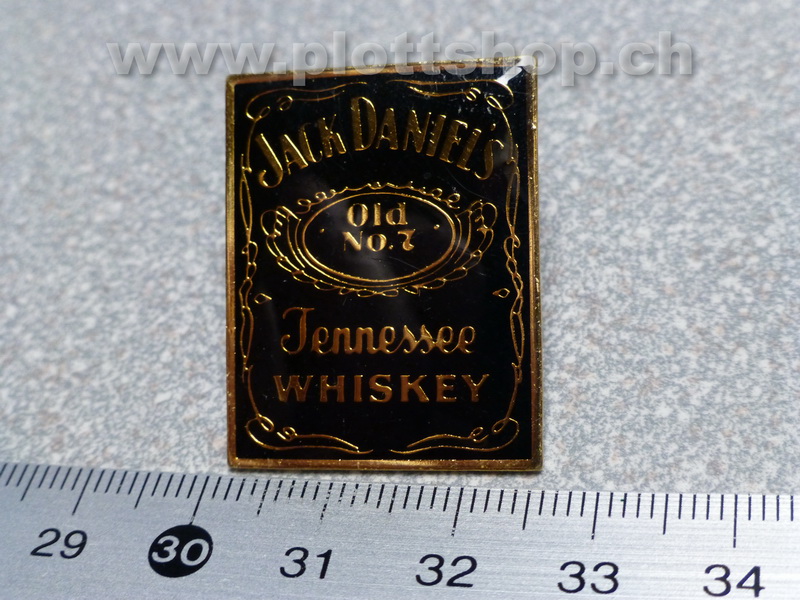 www.plottshop.ch
JACK DANIEL'S
Old
No.7
Tennessee
WHISKEY
29 30 31 32 33 34